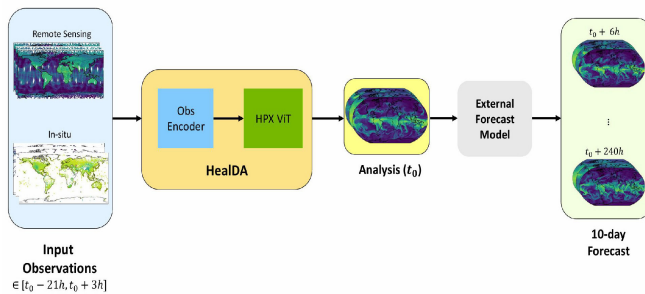 Remote Sensing
In-situ
Input
Observations
∈ [t₀ − 21h, t₀ + 3h]
Obs
Encoder
HPX ViT
HealDA
Analysis (t₀)
External
Forecast
Model
t₀ + 6h
⋮
t₀ + 240h
10-day
Forecast